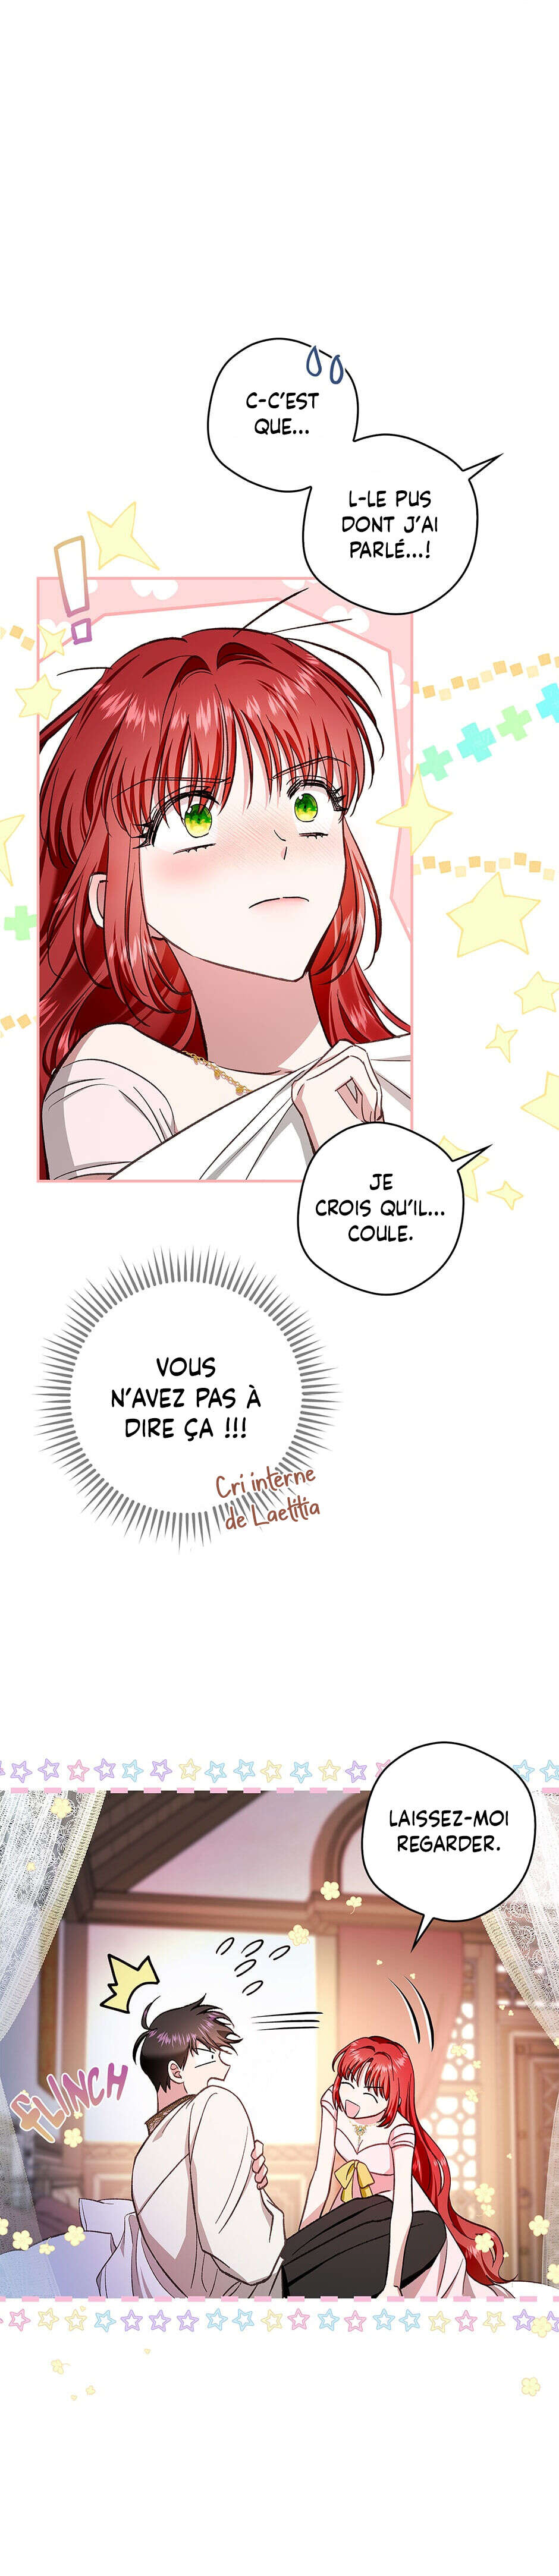 C-C'EST
QUE...
L-LE PUS
DONT J'AI
PARLÉ...!
!
JE
CROIS QU'IL...
COULE.
VOUS
N'AVEZ PAS À
DIRE ÇA !!!
Cri interne
de Laetitia
LAISSEZ-MOI
REGARDER.
FLINCH